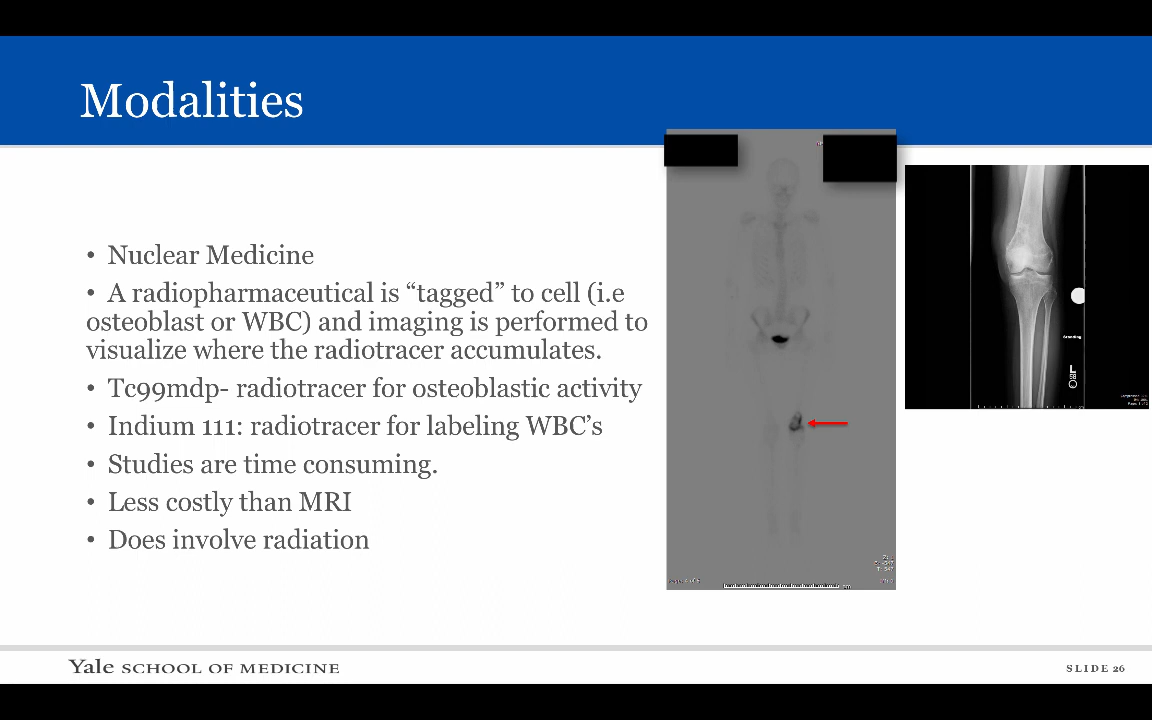 Modalities
• Nuclear Medicine
• A radiopharmaceutical is “tagged” to cell (i.e
osteoblast or WBC) and imaging is performed to
visualize where the radiotracer accumulates.
• Tc99mdp- radiotracer for osteoblastic activity
• Indium 111: radiotracer for labeling WBC’s
• Studies are time consuming.
• Less costly than MRI
• Does involve radiation
Standing
L
Yale SCHOOL OF MEDICINE
SLIDE 26